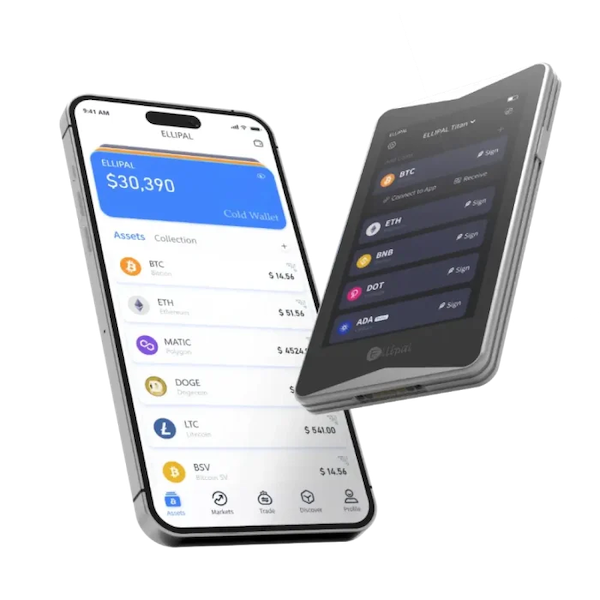 9:41 AM
ELLIPAL
ELLIPAL
$30,390
Cold Wallet
Assets Collection +
BTC
Bitcoin
$ 14.56
ETH
Ethereum
$ 51.56
MATIC
Polygon
$ 4524.
DOGE
Dogecoin
$
LTC
Litecoin
$ 541.00
BSV
Bitcoin SV
$ 14.56
Assets Markets Trade Discover Profile
ELLIPAL
ELLIPAL Titan
BTC
Sign
Connect to App Receive
ETH
Sign
BNB
Sign
DOT
Sign
ADA
Sign
Ellipal